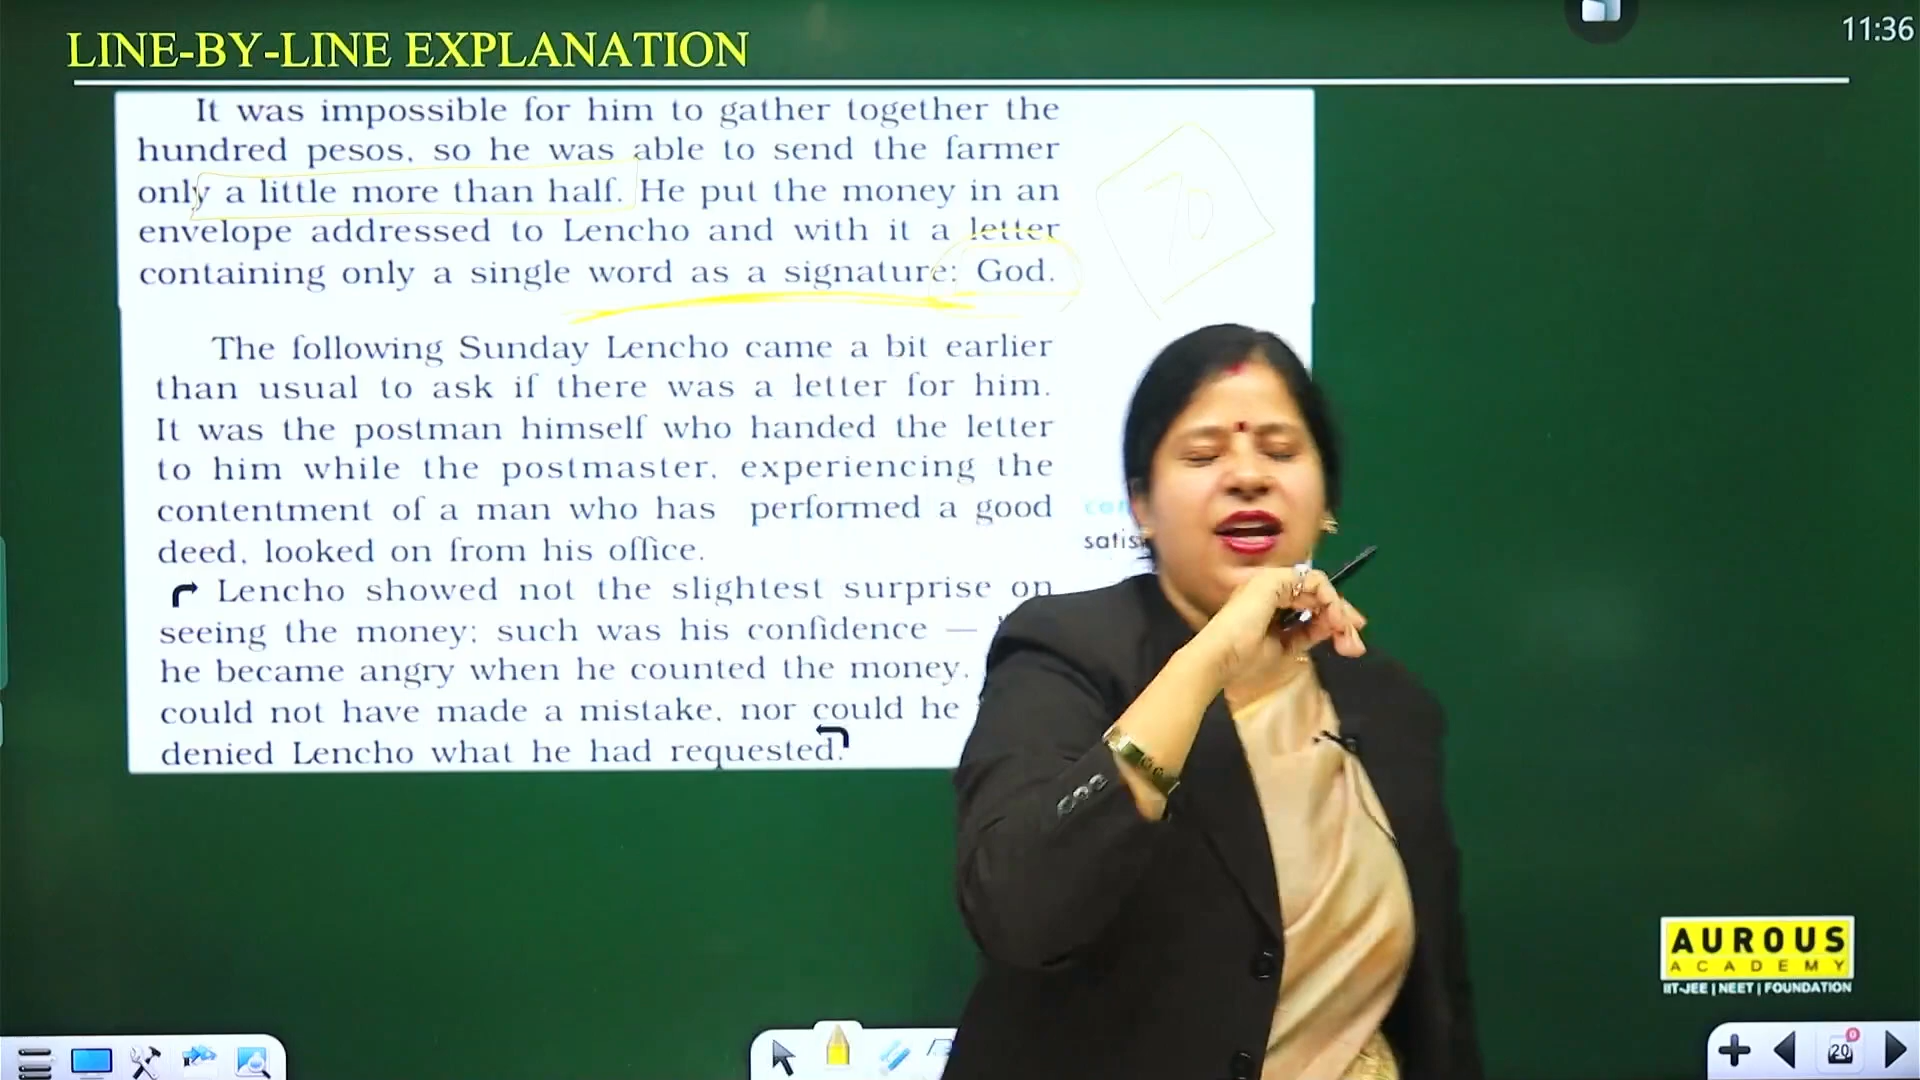 LINE-BY-LINE EXPLANATION
11:36
It was impossible for him to gather together the
hundred pesos, so he was able to send the farmer
only a little more than half. He put the money in an
envelope addressed to Lencho and with it a letter
containing only a single word as a signature: God.
70
The following Sunday Lencho came a bit earlier
than usual to ask if there was a letter for him.
It was the postman himself who handed the letter
to him while the postmaster, experiencing the
contentment of a man who has performed a good
deed, looked on from his office.
Lencho showed not the slightest surprise on
seeing the money; such was his confidence —
he became angry when he counted the money.
could not have made a mistake, nor could he
denied Lencho what he had requested.
AUROUS
ACADEMY
IIT-JEE | NEET | FOUNDATION
20
0